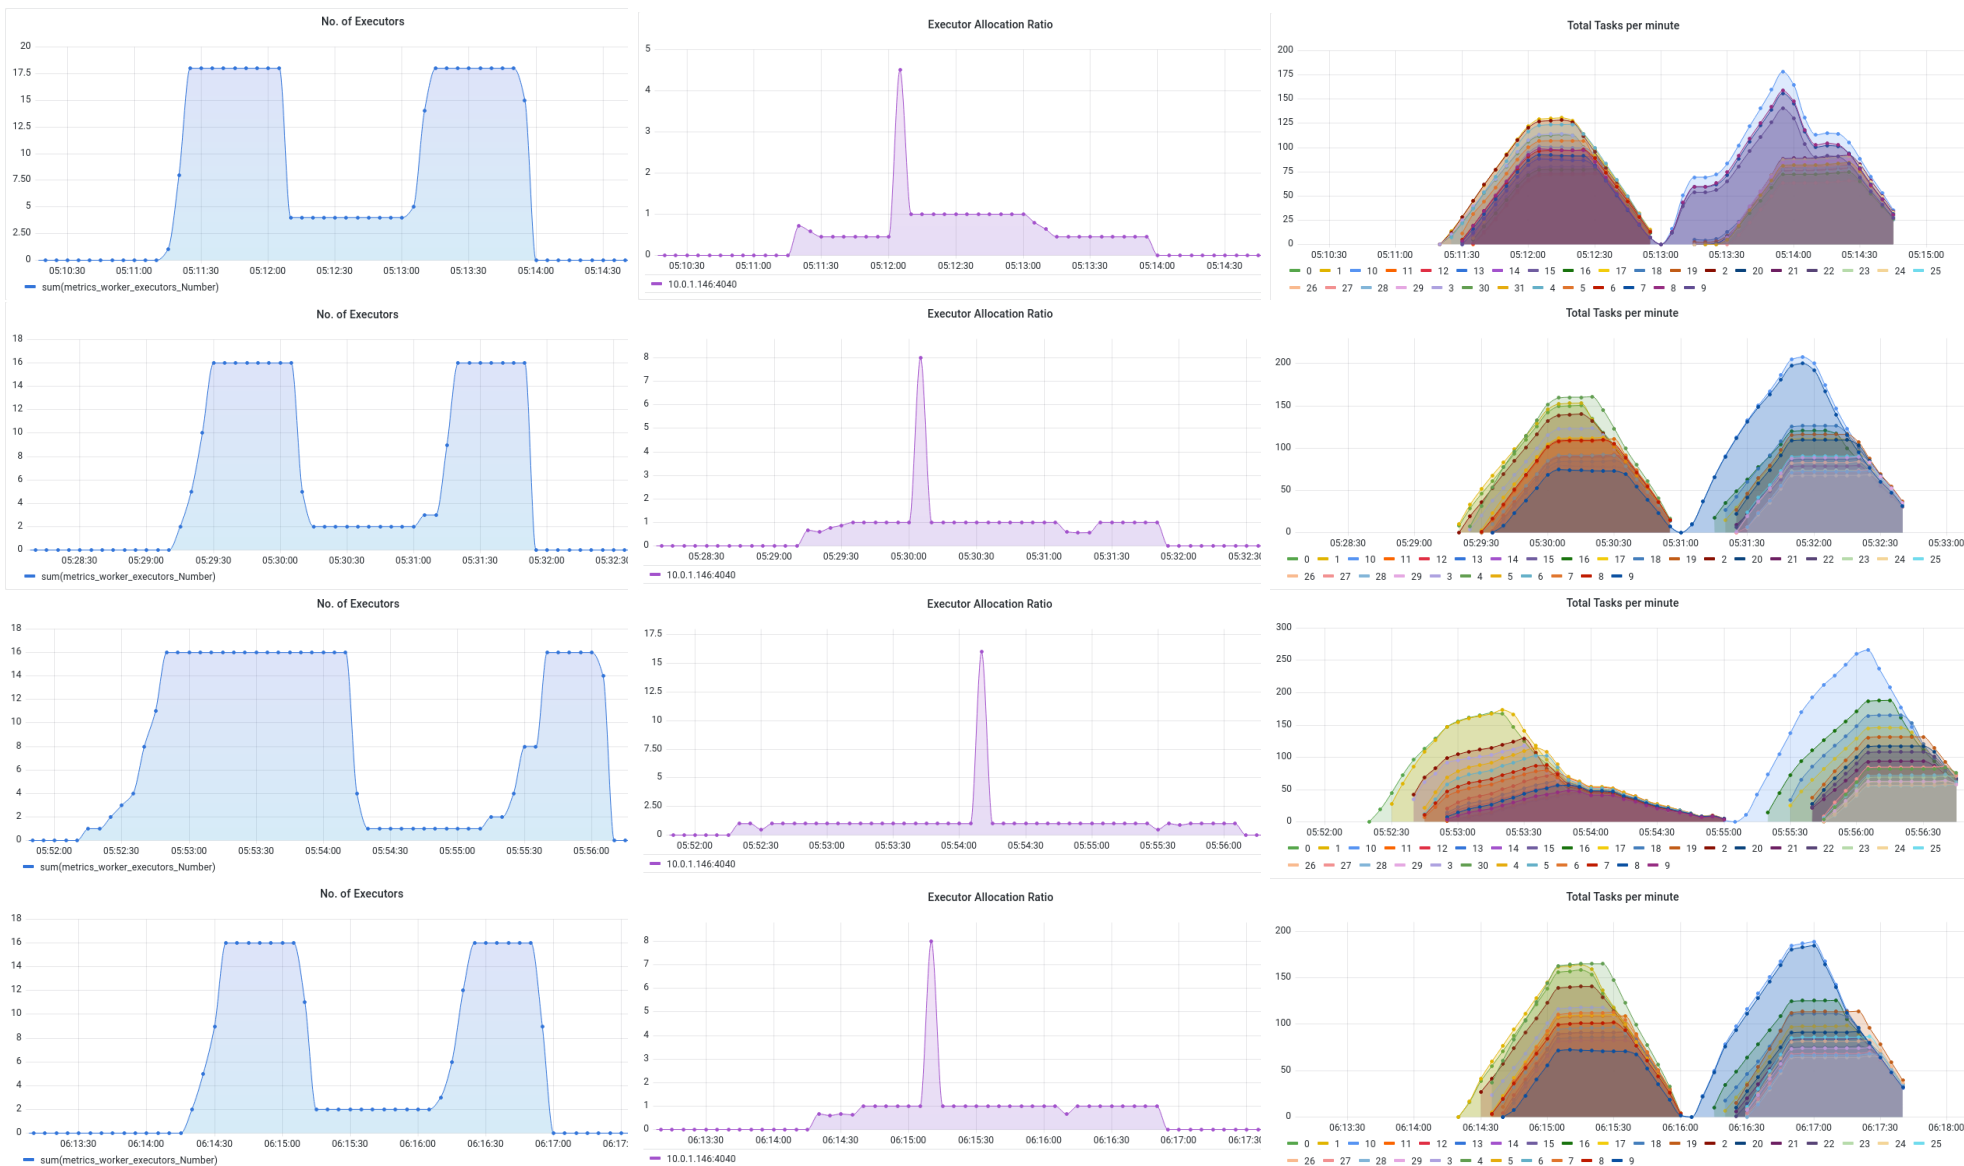 No. of Executors
20
17.5
15
12.5
10
7.50
5
2.50
0
05:10:30 05:11:00 05:11:30 05:12:00 05:12:30 05:13:00 05:13:30 05:14:00 05:14:30
sum(metrics_worker_executors_Number)
Executor Allocation Ratio
5
4
3
2
1
0
05:10:30 05:11:00 05:11:30 05:12:00 05:12:30 05:13:00 05:13:30 05:14:00 05:14:30
10.0.1.146:4040
Total Tasks per minute
200
175
150
125
100
75
50
25
0
05:10:30 05:11:00 05:11:30 05:12:00 05:12:30 05:13:00 05:13:30 05:14:00 05:14:30 05:15:00
0 1 10 11 12 13 14 15 16 17 18 19 2 20 21 22 23 24 25
26 27 28 29 3 30 31 4 5 6 7 8 9
No. of Executors
18
16
14
12
10
8
6
4
2
0
05:28:30 05:29:00 05:29:30 05:30:00 05:30:30 05:31:00 05:31:30 05:32:00 05:32:30
sum(metrics_worker_executors_Number)
Executor Allocation Ratio
8
7
6
5
4
3
2
1
0
05:28:30 05:29:00 05:29:30 05:30:00 05:30:30 05:31:00 05:31:30 05:32:00 05:32:30
10.0.1.146:4040
Total Tasks per minute
200
150
100
50
0
05:28:30 05:29:00 05:29:30 05:30:00 05:30:30 05:31:00 05:31:30 05:32:00 05:32:30 05:33:00
0 1 10 11 12 13 14 15 16 17 18 19 2 20 21 22 23 24 25
26 27 28 29 3 4 5 6 7 8 9
No. of Executors
18
16
14
12
10
8
6
4
2
0
05:52:00 05:52:30 05:53:00 05:53:30 05:54:00 05:54:30 05:55:00 05:55:30 05:56:00
sum(metrics_worker_executors_Number)
Executor Allocation Ratio
17.5
15
12.5
10
7.50
5
2.50
0
05:52:00 05:52:30 05:53:00 05:53:30 05:54:00 05:54:30 05:55:00 05:55:30 05:56:00
10.0.1.146:4040
Total Tasks per minute
300
250
200
150
100
50
0
05:52:00 05:52:30 05:53:00 05:53:30 05:54:00 05:54:30 05:55:00 05:55:30 05:56:00 05:56:30
0 1 10 11 12 13 14 15 16 17 18 19 2 20 21 22 23 24 25
26 27 28 29 3 30 4 5 6 7 8 9
No. of Executors
18
16
14
12
10
8
6
4
2
0
06:13:30 06:14:00 06:14:30 06:15:00 06:15:30 06:16:00 06:16:30 06:17:00 06:17:
sum(metrics_worker_executors_Number)
Executor Allocation Ratio
8
7
6
5
4
3
2
1
0
06:13:30 06:14:00 06:14:30 06:15:00 06:15:30 06:16:00 06:16:30 06:17:00 06:17:30
10.0.1.146:4040
Total Tasks per minute
200
150
100
50
0
06:13:30 06:14:00 06:14:30 06:15:00 06:15:30 06:16:00 06:16:30 06:17:00 06:17:30 06:18:00
0 1 10 11 12 13 14 15 16 17 18 19 2 20 21 22 23 24 25
26 27 28 29 3 4 5 6 7 8 9